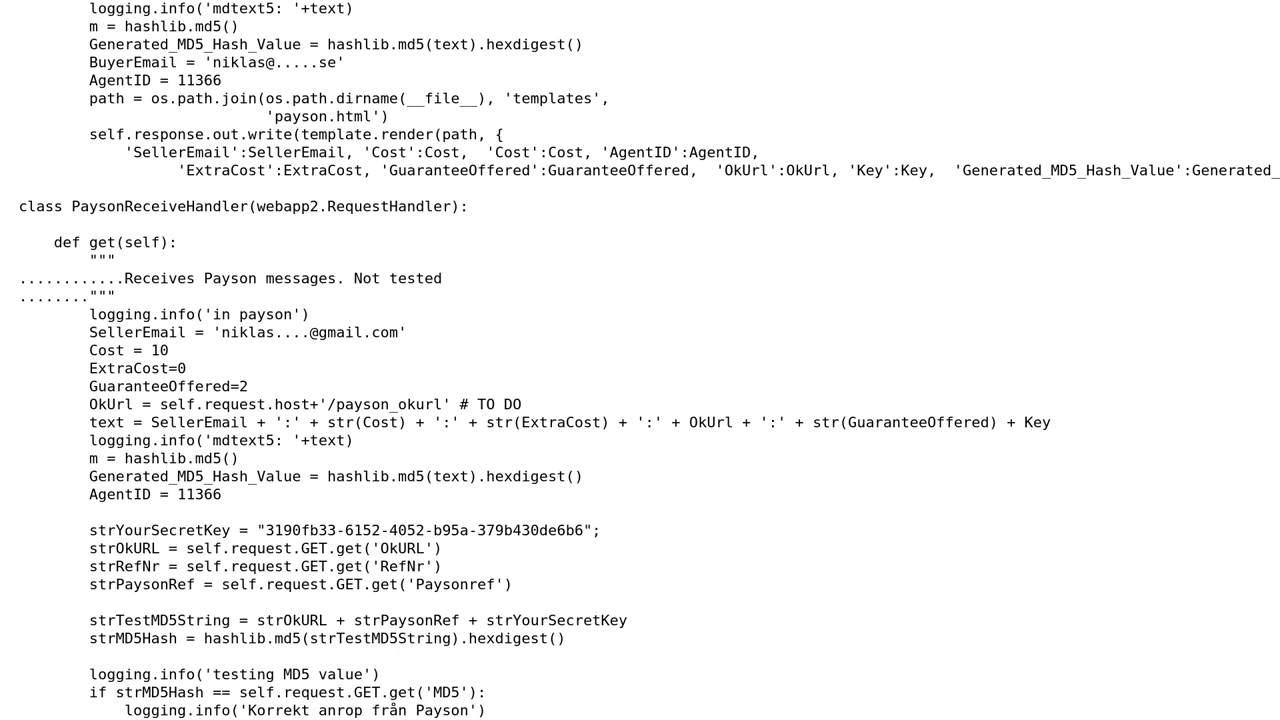 logging.info('mdtext5: '+text)
m = hashlib.md5()
Generated_MD5_Hash_Value = hashlib.md5(text).hexdigest()
BuyerEmail = 'niklas@.....se'
AgentID = 11366
path = os.path.join(os.path.dirname(__file__), 'templates',
'payson.html')
self.response.out.write(template.render(path, {
'SellerEmail':SellerEmail, 'Cost':Cost,  'Cost':Cost, 'AgentID':AgentID,
'ExtraCost':ExtraCost, 'GuaranteeOffered':GuaranteeOffered,  'OkUrl':OkUrl, 'Key':Key,  'Generated_MD5_Hash_Value':Generated_
class PaysonReceiveHandler(webapp2.RequestHandler):
def get(self):
"""
............Receives Payson messages. Not tested
........"""
logging.info('in payson')
SellerEmail = 'niklas....@gmail.com'
Cost = 10
ExtraCost=0
GuaranteeOffered=2
OkUrl = self.request.host+'/payson_okurl' # TO DO
text = SellerEmail + ':' + str(Cost) + ':' + str(ExtraCost) + ':' + OkUrl + ':' + str(GuaranteeOffered) + Key
logging.info('mdtext5: '+text)
m = hashlib.md5()
Generated_MD5_Hash_Value = hashlib.md5(text).hexdigest()
AgentID = 11366
strYourSecretKey = "3190fb33-6152-4052-b95a-379b430de6b6";
strOkURL = self.request.GET.get('OkURL')
strRefNr = self.request.GET.get('RefNr')
strPaysonRef = self.request.GET.get('Paysonref')
strTestMD5String = strOkURL + strPaysonRef + strYourSecretKey
strMD5Hash = hashlib.md5(strTestMD5String).hexdigest()
logging.info('testing MD5 value')
if strMD5Hash == self.request.GET.get('MD5'):
logging.info('Korrekt anrop från Payson')